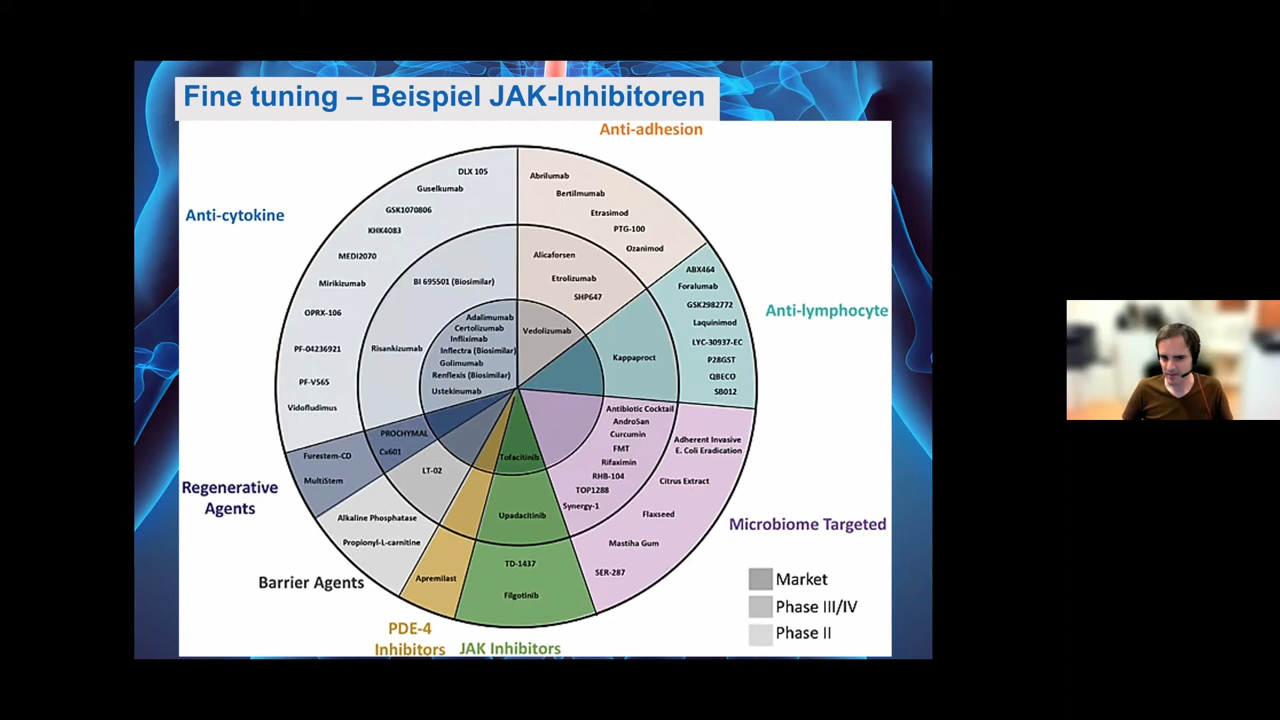 Fine tuning – Beispiel JAK-Inhibitoren
Anti-adhesion
Anti-cytokine
DLX 105
Guselkumab
GSK1070806
KHK4083
MEDI2070
Mirikizumab
OPRX-106
PF-04236921
PF-V565
Vidofludimus
BI 695501 (Biosimilar)
Risankizumab
Adalimumab
Certolizumab
Infliximab
Inflectra (Biosimilar)
Golimumab
Renflexis (Biosimilar)
Ustekinumab
Abrilumab
Bertilmumab
Etrasimod
PTG-100
Ozanimod
Alicaforsen
Etrolizumab
SHP647
Vedolizumab
Anti-lymphocyte
ABX464
Foralumab
GSK2982772
Laquinimod
LYC-30937-EC
P28GST
QBECO
SB012
Kappaproct
Microbiome Targeted
Antibiotic Cocktail
AndroSan
Curcumin
FMT
Rifaximin
RHB-104
TOP1288
Synergy-1
Adherent Invasive
E. Coli Eradication
Citrus Extract
Flaxseed
Mastiha Gum
SER-287
Regenerative
Agents
PROCHYMAL
Cx601
Furestem-CD
MultiStem
Barrier Agents
LT-02
Alkaline Phosphatase
Propionyl-L-carnitine
PDE-4
Inhibitors
Apremilast
JAK Inhibitors
Tofacitinib
Upadacitinib
TD-1437
Filgotinib
Market
Phase III/IV
Phase II